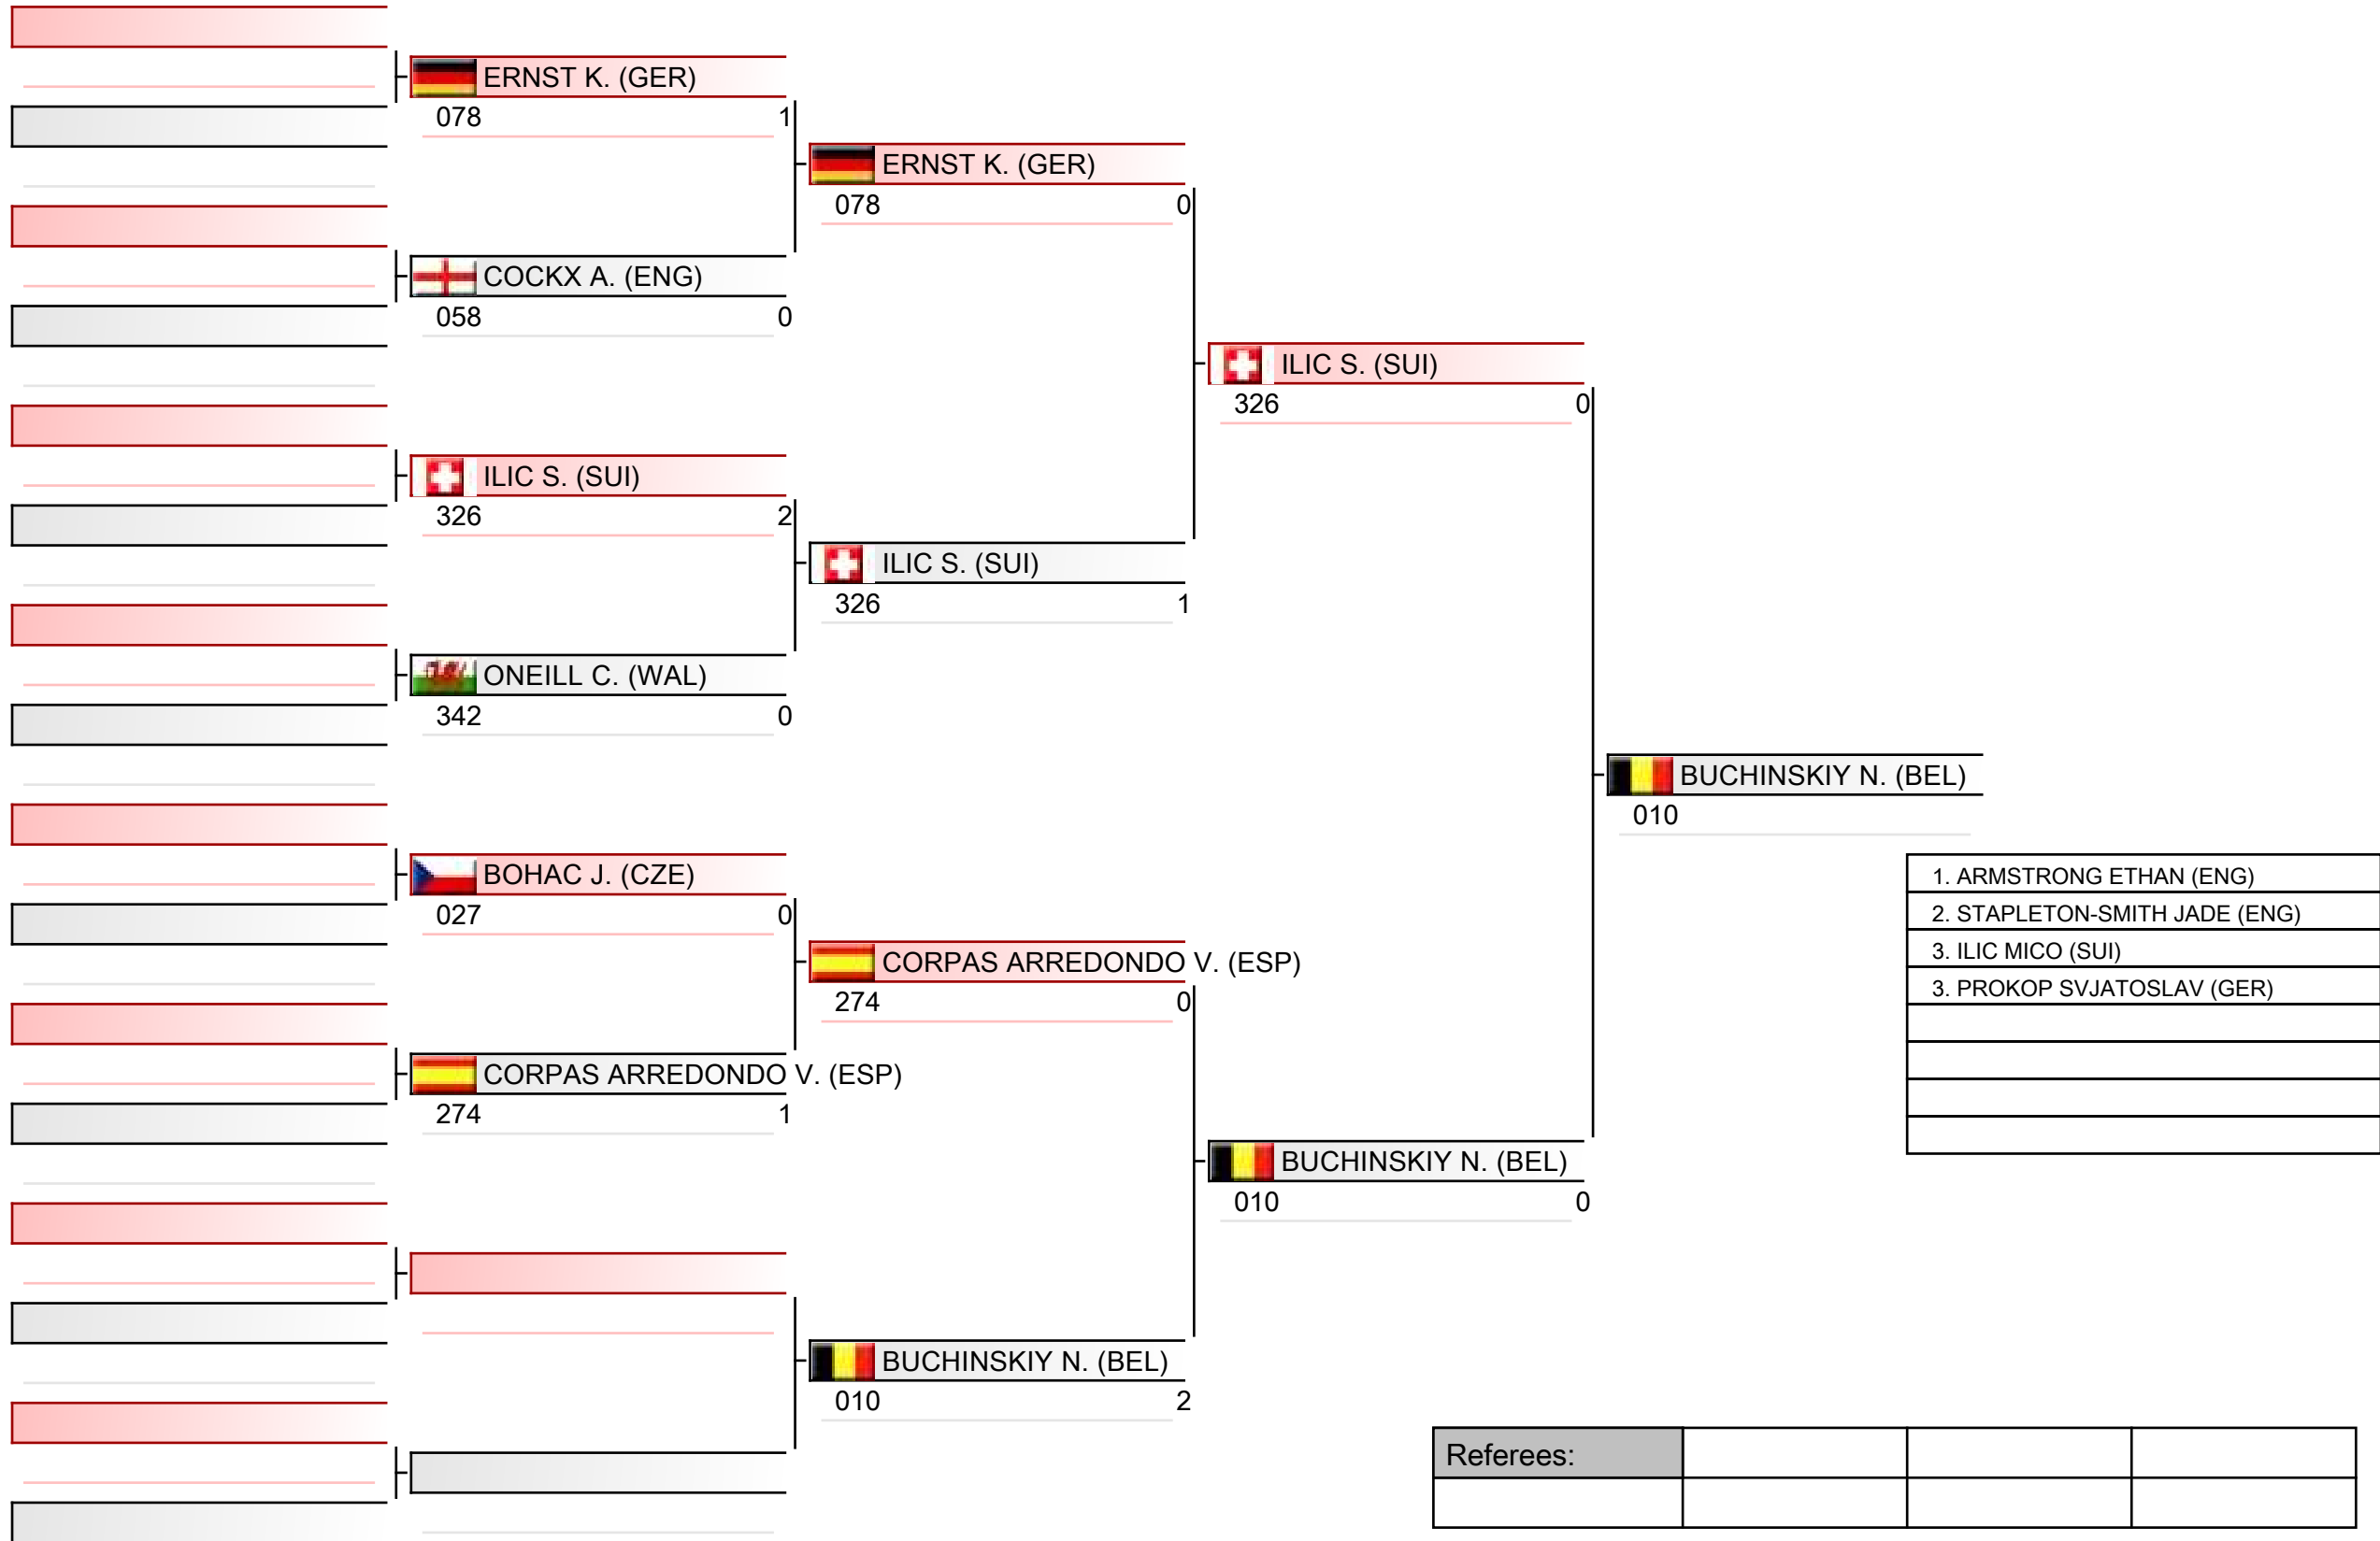 ERNST K. (GER)
078 1
COCKX A. (ENG)
058 0
ILIC S. (SUI)
326 2
ONEILL C. (WAL)
342 0
BOHAC J. (CZE)
027 0
CORPAS ARREDONDO V. (ESP)
274 1
ERNST K. (GER)
078 0
ILIC S. (SUI)
326 1
CORPAS ARREDONDO V. (ESP)
274 0
BUCHINSKIY N. (BEL)
010 2
ILIC S. (SUI)
326 0
BUCHINSKIY N. (BEL)
010 0
BUCHINSKIY N. (BEL)
010
1. ARMSTRONG ETHAN (ENG)
2. STAPLETON-SMITH JADE (ENG)
3. ILIC MICO (SUI)
3. PROKOP SVJATOSLAV (GER)
Referees: